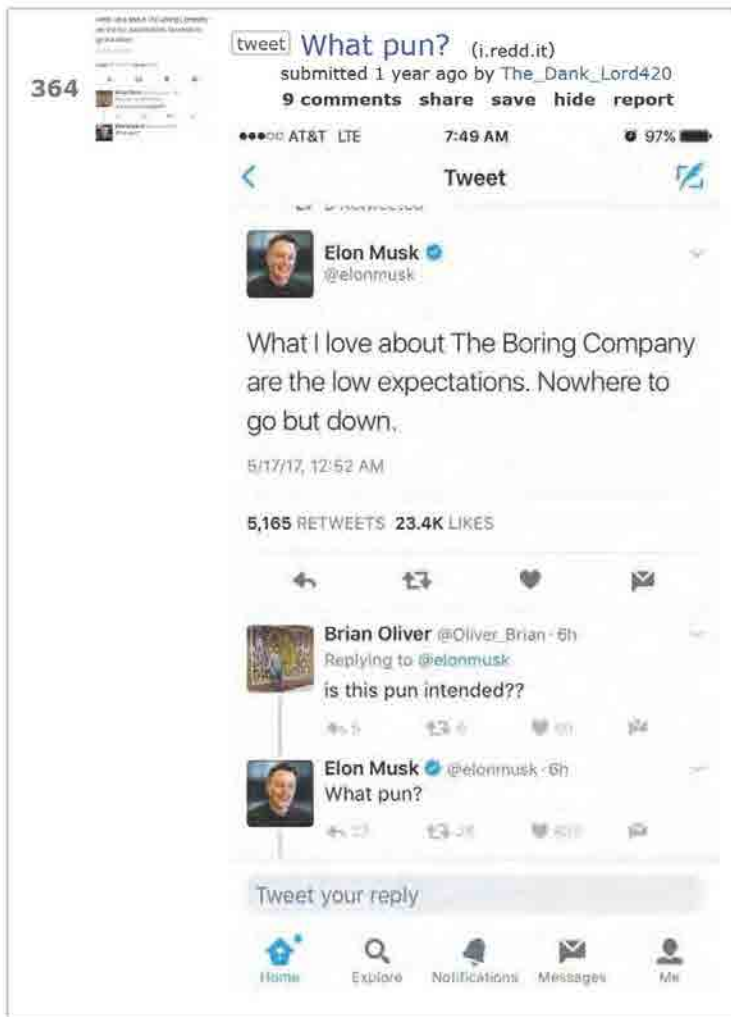 tweet What pun? (i.redd.it)
364
submitted 1 year ago by The_Dank_Lord420
9 comments share save hide report
AT&T LTE 7:49 AM 97%
Tweet
Elon Musk
@elonmusk
What I love about The Boring Company
are the low expectations. Nowhere to
go but down.
5/17/17, 12:52 AM
5,165 RETWEETS 23.4K LIKES
Brian Oliver @Oliver_Brian · 6h
Replying to @elonmusk
is this pun intended??
Elon Musk @elonmusk · 6h
What pun?
Tweet your reply
Home Explore Notifications Messages Me